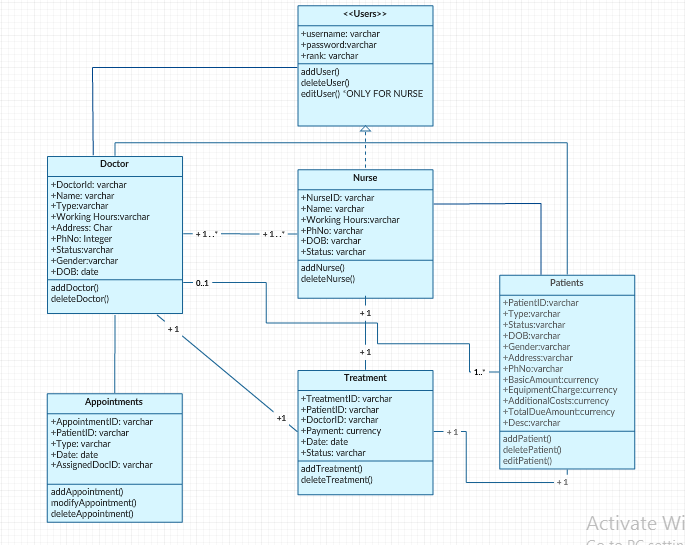 <<Users>>
+username: varchar
+password:varchar
+rank: varchar
addUser()
deleteUser()
editUser() *ONLY FOR NURSE
Doctor
+DoctorId: varchar
+Name: varchar
+Type:varchar
+Working Hours:varchar
+Address: Char
+PhNo: Integer
+Status:varchar
+Gender:varchar
+DOB: date
addDoctor()
deleteDoctor()
+ 1 . . *
+ 1 . . *
Nurse
+NurseID: varchar
+Name: varchar
+Working Hours:varchar
+PhNo: varchar
+DOB: varchar
+Status: varchar
addNurse()
deleteNurse()
0..1
1..*
Patients
+PatientID:varchar
+Type:varchar
+Status:varchar
+DOB:varchar
+Gender:varchar
+Address:varchar
+PhNo:varchar
+BasicAmount:currency
+EquipmentCharge:currency
+AdditionalCosts:currency
+TotalDueAmount:currency
+Desc:varchar
addPatient()
deletePatient()
editPatient()
+ 1
+ 1
+ 1
+1
Treatment
+TreatmentID: varchar
+PatientID: varchar
+DoctorID: varchar
+Payment: currency
+Date: date
+Status: varchar
addTreatment()
deleteTreatment()
+ 1
+ 1
Appointments
+AppointmentID: varchar
+PatientID: varchar
+Type: varchar
+Date: date
+AssignedDocID: varchar
addAppointment()
modifyAppointment()
deleteAppointment()
Activate Wi
Go to PC settin